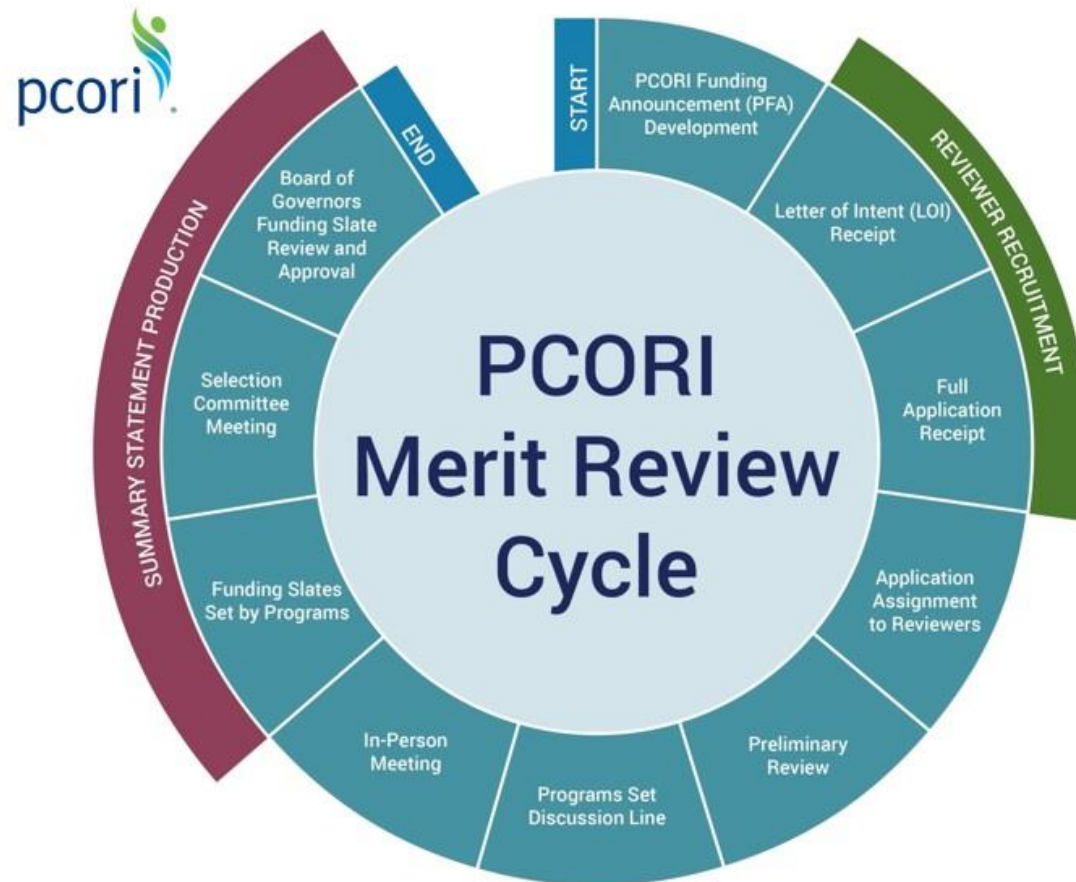 pcori
START
PCORI Funding
Announcement (PFA)
Development
REVIEWER RECRUITMENT
Letter of Intent (LOI)
Receipt
Full
Application
Receipt
Application
Assignment
to Reviewers
Preliminary
Review
Programs Set
Discussion Line
In-Person
Meeting
SUMMARY STATEMENT PRODUCTION
Funding Slates
Set by Programs
Selection
Committee
Meeting
Board of
Governors
Funding Slate
Review and
Approval
END
PCORI
Merit Review
Cycle